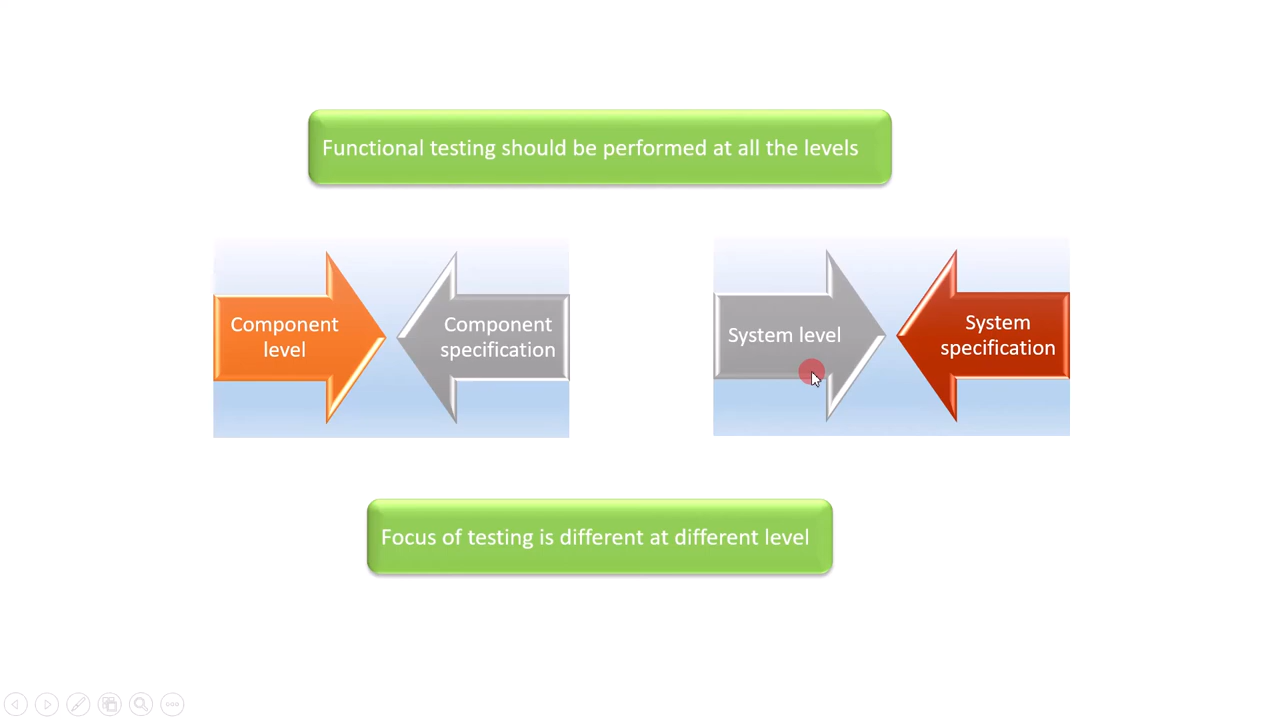 Functional testing should be performed at all the levels
Component
level
Component
specification
System level
System
specification
Focus of testing is different at different level